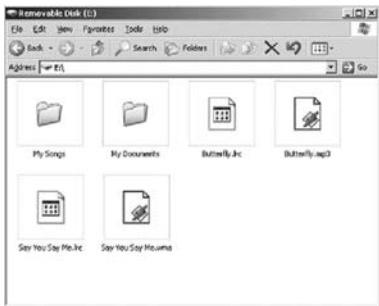 Removable Disk (E:)
File Edit View Favorites Tools Help
Back Search Folders
Address E:\ Go
My Songs My Documents Butterfly.lrc Butterfly.mp3
Say You Say Me.lrc Say You Say Me.wma